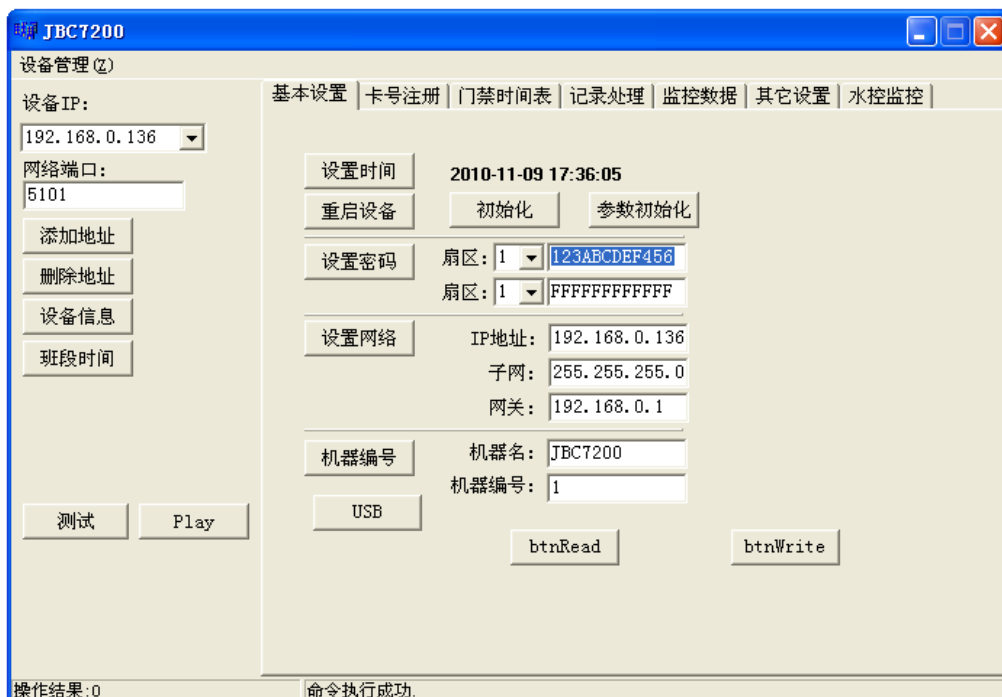 JBC7200
设备管理(Z)
设备IP:
192.168.0.136
网络端口:
5101
添加地址
删除地址
设备信息
班段时间
测试
Play
基本设置 卡号注册 门禁时间表 记录处理 监控数据 其它设置 水控监控
设置时间 2010-11-09 17:36:05
重启设备 初始化 参数初始化
设置密码 扇区: 1 123ABCDEF456
扇区: 1 FFFFFFFFFFFF
设置网络 IP地址: 192.168.0.136
子网: 255.255.255.0
网关: 192.168.0.1
机器编号 机器名: JBC7200
机器编号: 1
USB
btnRead btnWrite
操作结果:0 命令执行成功.